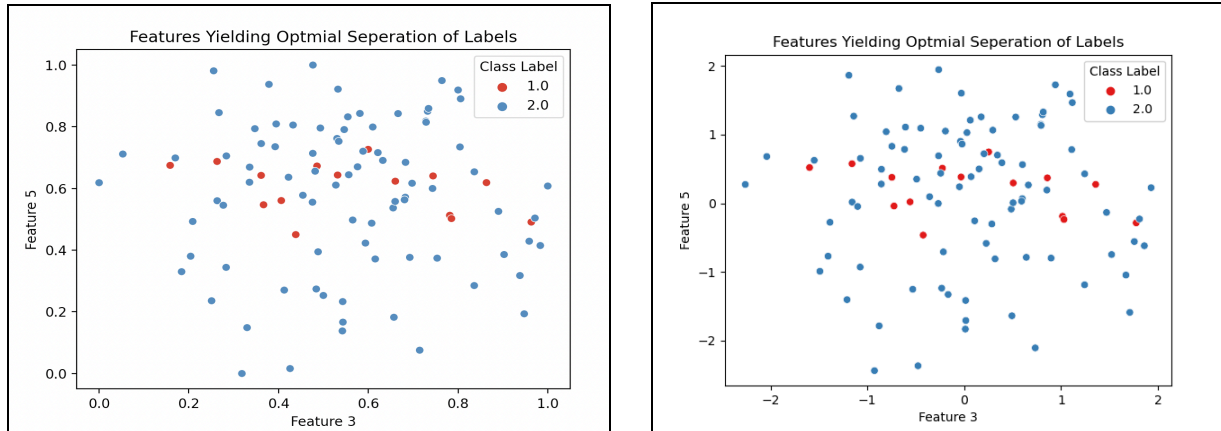 Features Yielding Optmial Seperation of Labels
Class Label
1.0
2.0
1.0
0.8
0.6
0.4
0.2
0.0
Feature 5
0.0 0.2 0.4 0.6 0.8 1.0
Feature 3
Features Yielding Optmial Seperation of Labels
Class Label
1.0
2.0
2
1
0
−1
−2
Feature 5
−2 −1 0 1 2
Feature 3